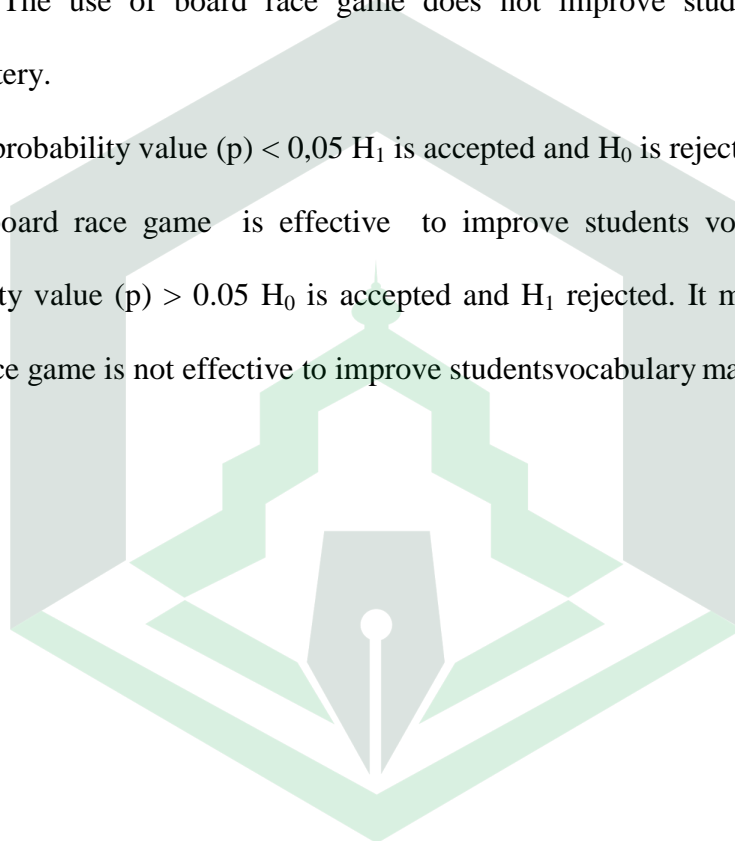 The use of board race game does not improve stud
tery.
probability value (p) < 0,05 H₁ is accepted and H₀ is reject
oard race game is effective to improve students vo
ty value (p) > 0.05 H₀ is accepted and H₁ rejected. It m
ce game is not effective to improve studentsvocabulary ma